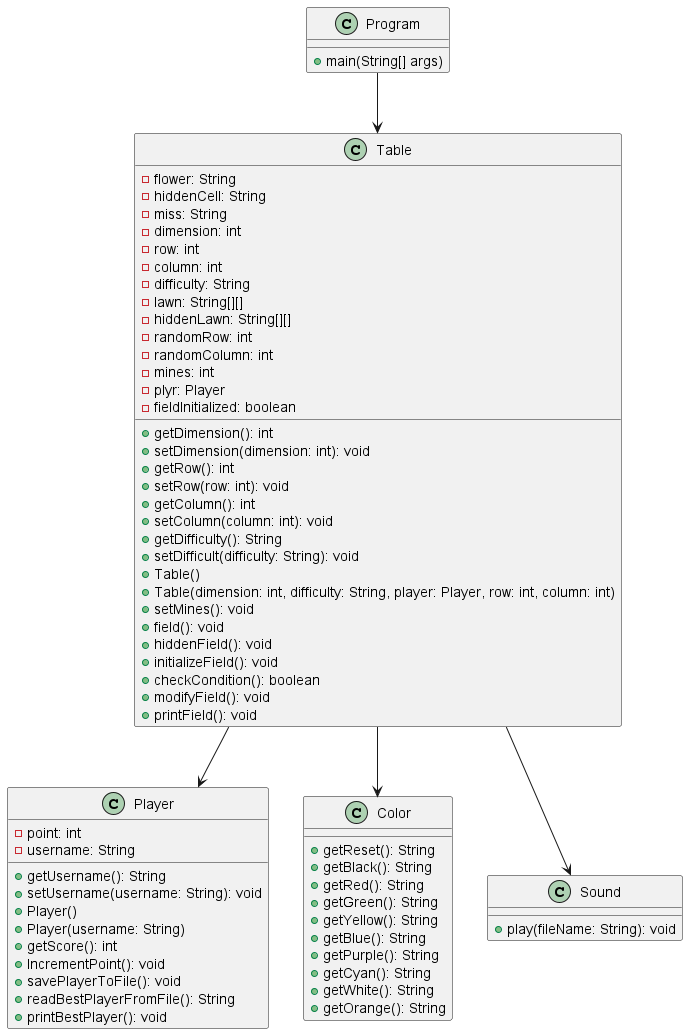 C Program
main(String[] args)
C Table
flower: String
hiddenCell: String
miss: String
dimension: int
row: int
column: int
difficulty: String
lawn: String[][]
hiddenLawn: String[][]
randomRow: int
randomColumn: int
mines: int
plyr: Player
fieldInitialized: boolean
getDimension(): int
setDimension(dimension: int): void
getRow(): int
setRow(row: int): void
getColumn(): int
setColumn(column: int): void
getDifficulty(): String
setDifficult(difficulty: String): void
Table()
Table(dimension: int, difficulty: String, player: Player, row: int, column: int)
setMines(): void
field(): void
hiddenField(): void
initializeField(): void
checkCondition(): boolean
modifyField(): void
printField(): void
C Player
point: int
username: String
getUsername(): String
setUsername(username: String): void
Player()
Player(username: String)
getScore(): int
IncrementPoint(): void
savePlayerToFile(): void
readBestPlayerFromFile(): String
printBestPlayer(): void
C Color
getReset(): String
getBlack(): String
getRed(): String
getGreen(): String
getYellow(): String
getBlue(): String
getPurple(): String
getCyan(): String
getWhite(): String
getOrange(): String
C Sound
play(fileName: String): void